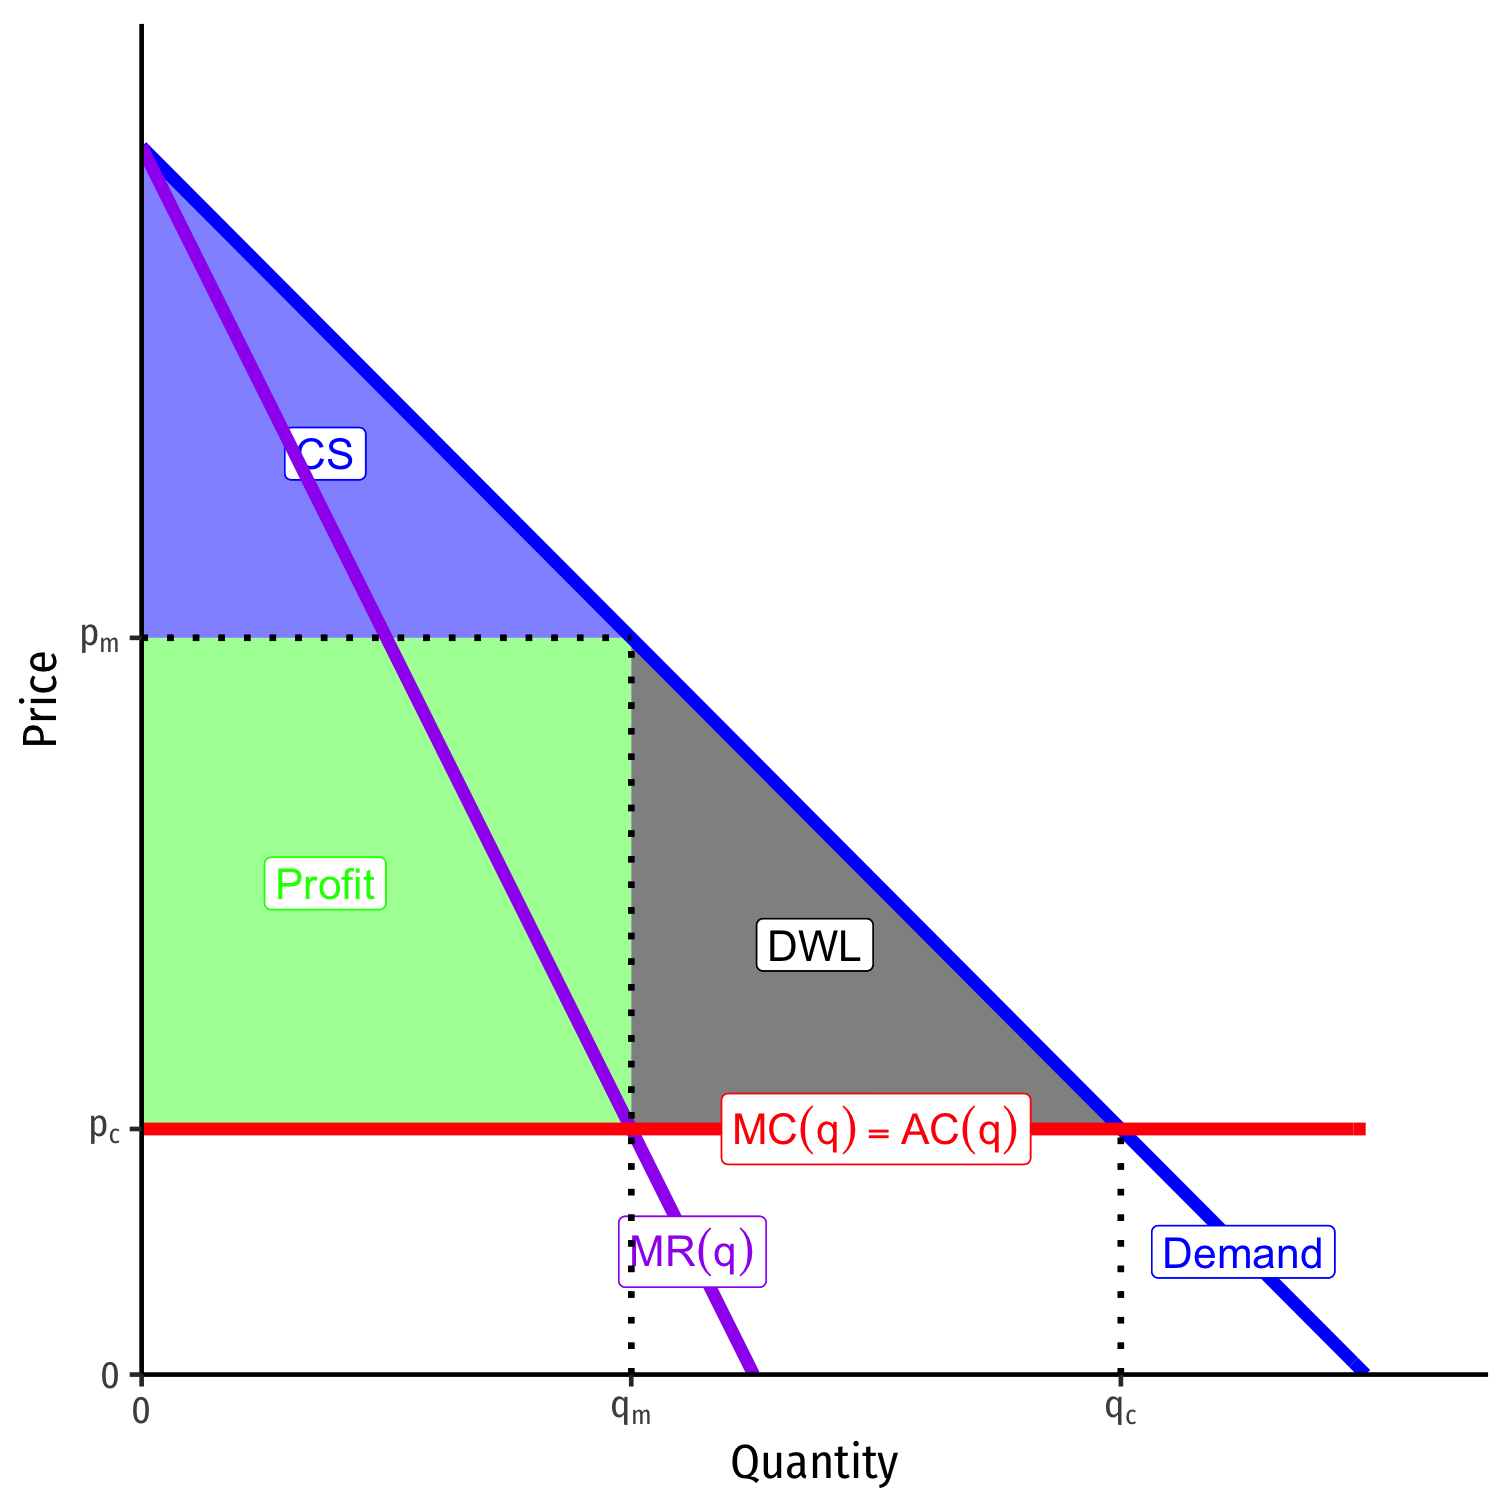 CS
pm
Price
Profit
DWL
pc
MC(q) = AC(q)
MR(q)
Demand
0
0
qm
qc
Quantity